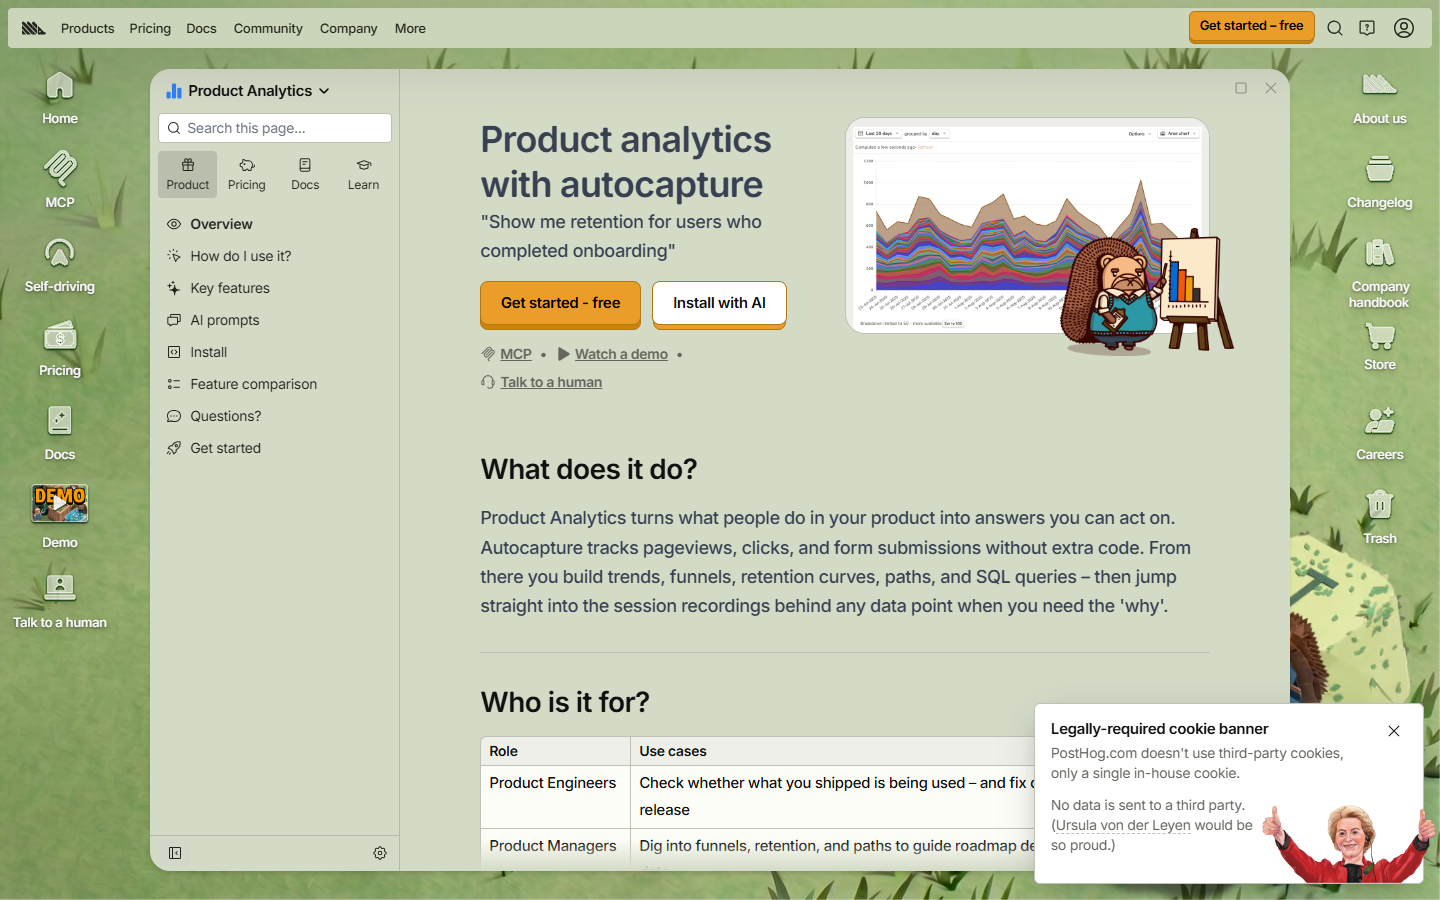 Products Pricing Docs Community Company More
Get started – free
Home
MCP
Self-driving
Pricing
Docs
DEMO
Demo
Talk to a human
Product Analytics
Search this page...
Product Pricing Docs Learn
Overview
How do I use it?
Key features
AI prompts
Install
Feature comparison
Questions?
Get started
Product analytics
with autocapture
"Show me retention for users who
completed onboarding"
Get started - free
Install with AI
MCP • Watch a demo •
Talk to a human
Last 30 days grouped by day
Options Area chart
What does it do?
Product Analytics turns what people do in your product into answers you can act on.
Autocapture tracks pageviews, clicks, and form submissions without extra code. From
there you build trends, funnels, retention curves, paths, and SQL queries – then jump
straight into the session recordings behind any data point when you need the 'why'.
Who is it for?
Role Use cases
Product Engineers Check whether what you shipped is being used – and fix
release
Product Managers Dig into funnels, retention, and paths to guide roadmap
About us
Changelog
Company
handbook
Store
Careers
Trash
Legally-required cookie banner
PostHog.com doesn't use third-party cookies,
only a single in-house cookie.
No data is sent to a third party.
(Ursula von der Leyen would be
so proud.)